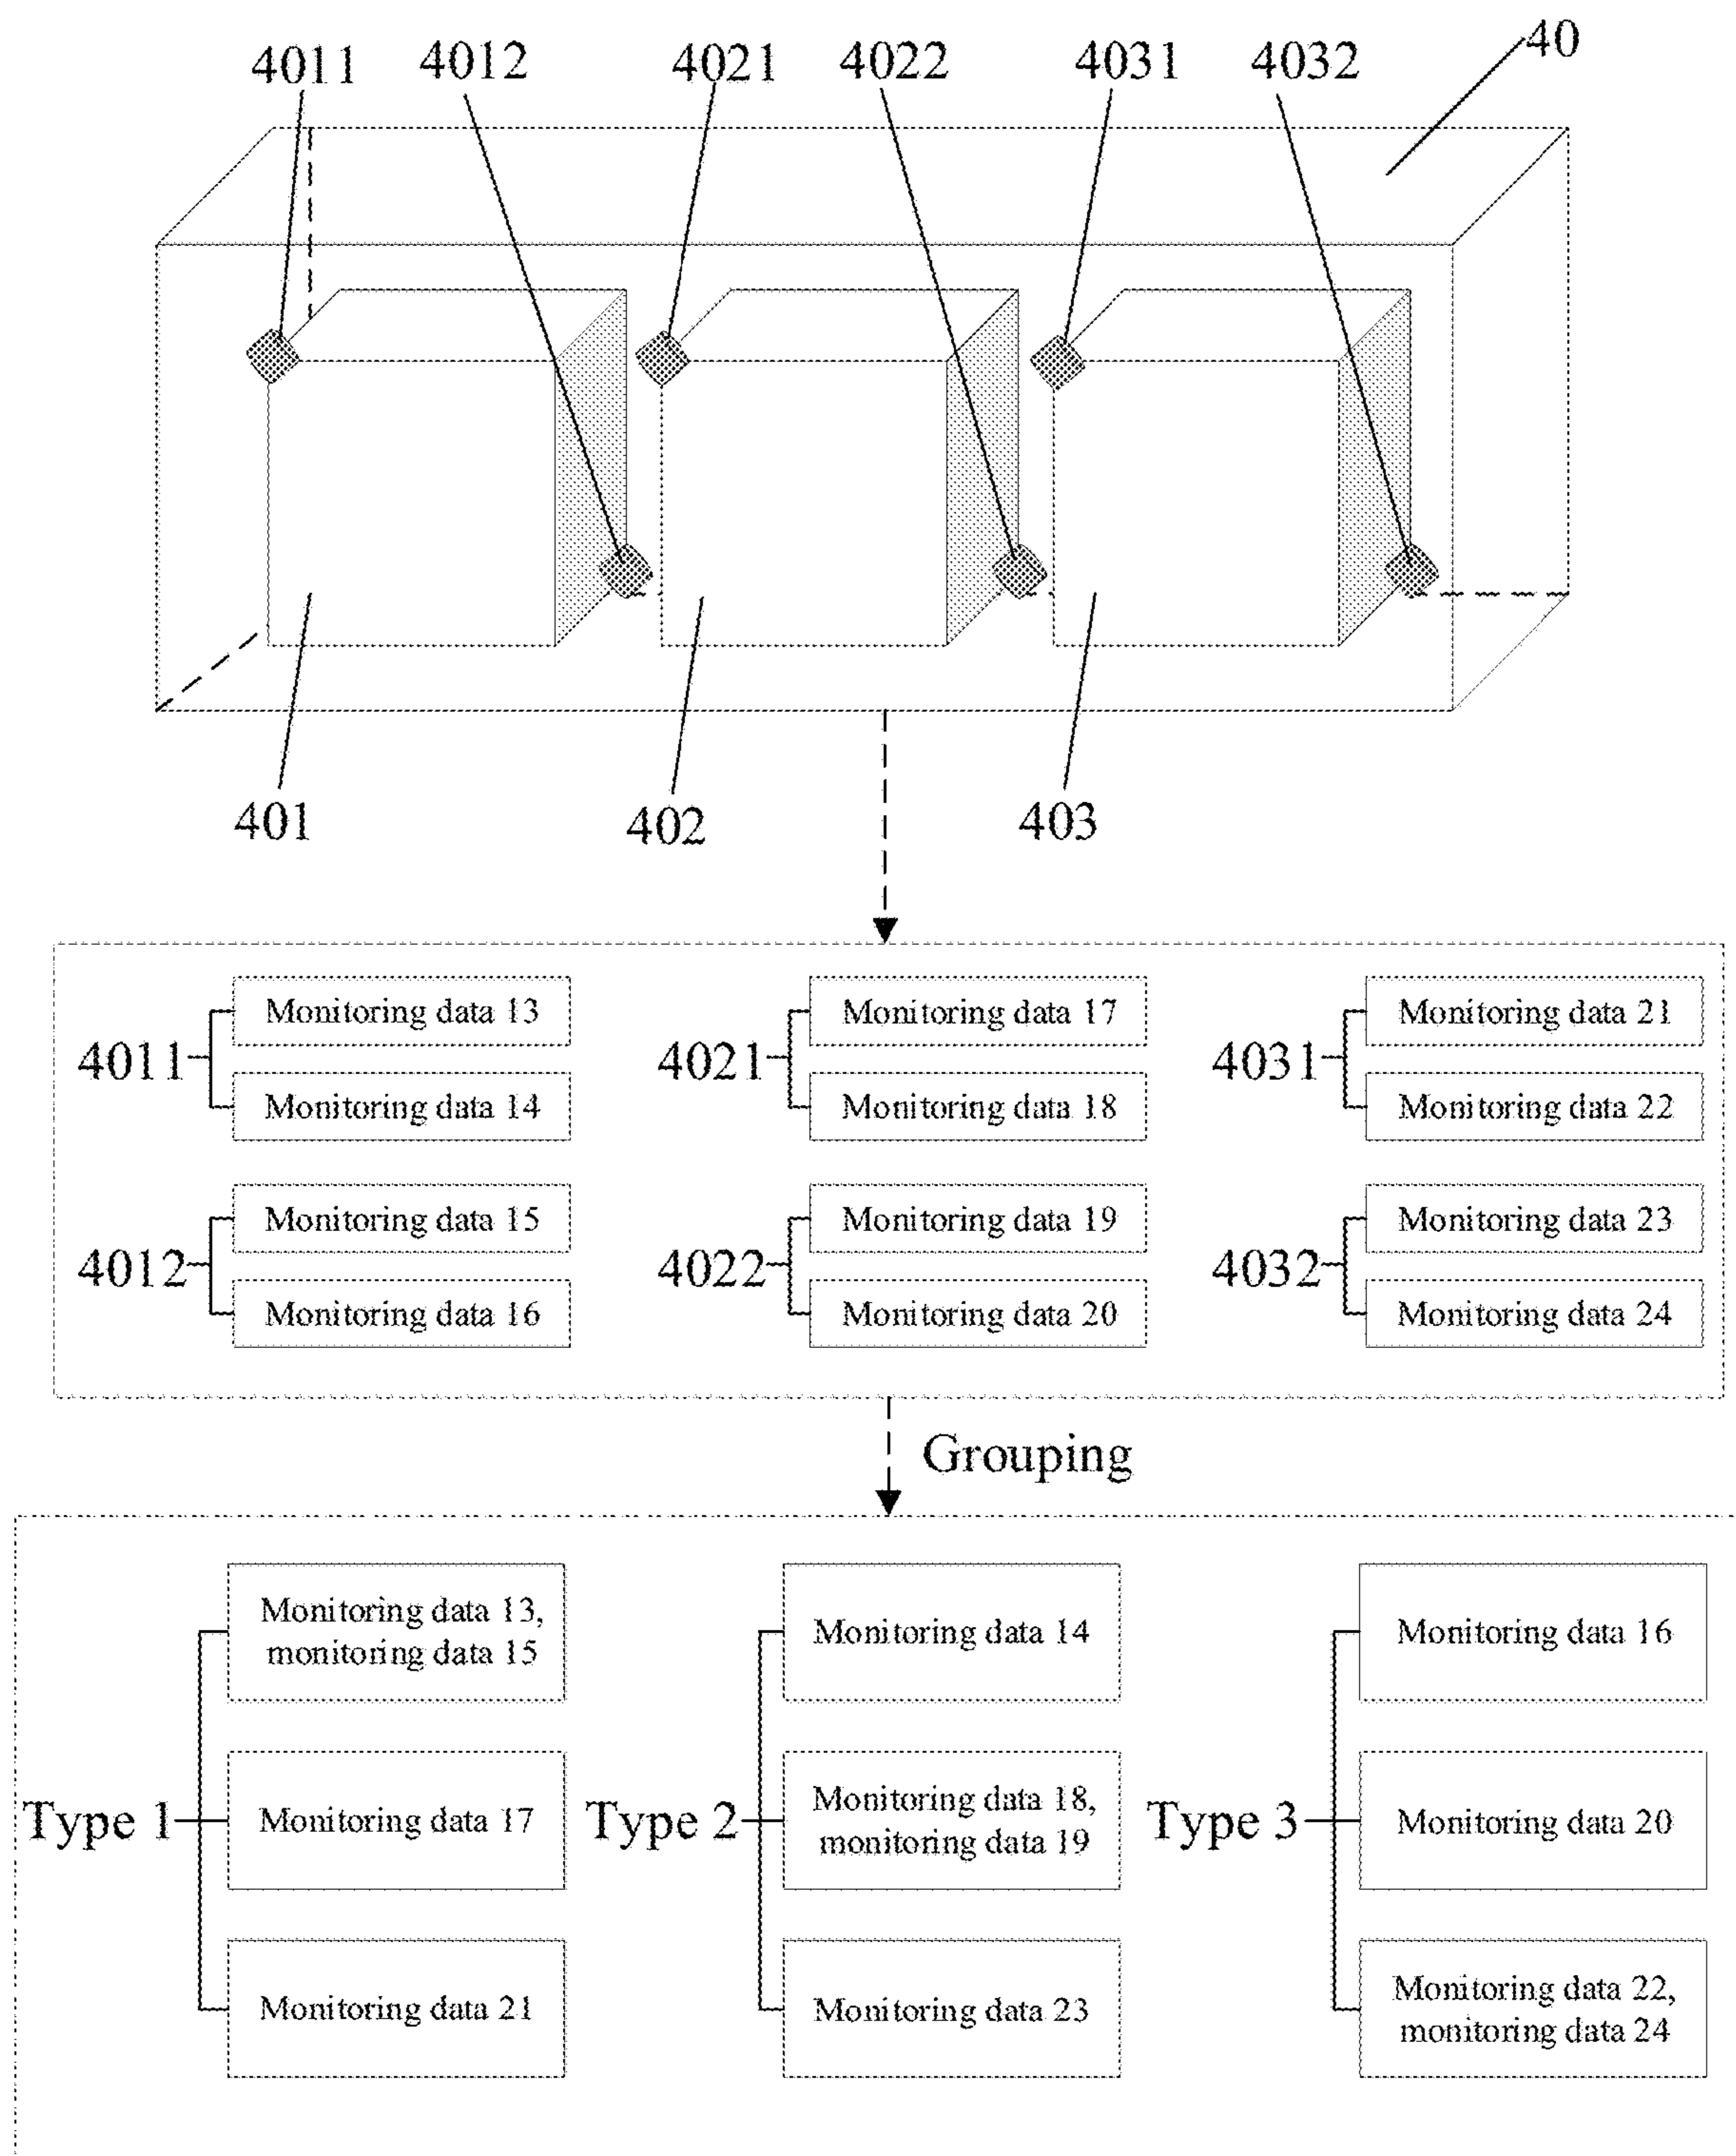 40
4011 4012 4021 4022 4031 4032
401 402 403
Monitoring data 13
4011
Monitoring data 14
Monitoring data 17
4021
Monitoring data 18
Monitoring data 21
4031
Monitoring data 22
Monitoring data 15
4012
Monitoring data 16
Monitoring data 19
4022
Monitoring data 20
Monitoring data 23
4032
Monitoring data 24
Grouping
Type 1
Monitoring data 13,
monitoring data 15
Monitoring data 17
Monitoring data 21
Type 2
Monitoring data 14
Monitoring data 18,
monitoring data 19
Monitoring data 23
Type 3
Monitoring data 16
Monitoring data 20
Monitoring data 22,
monitoring data 24